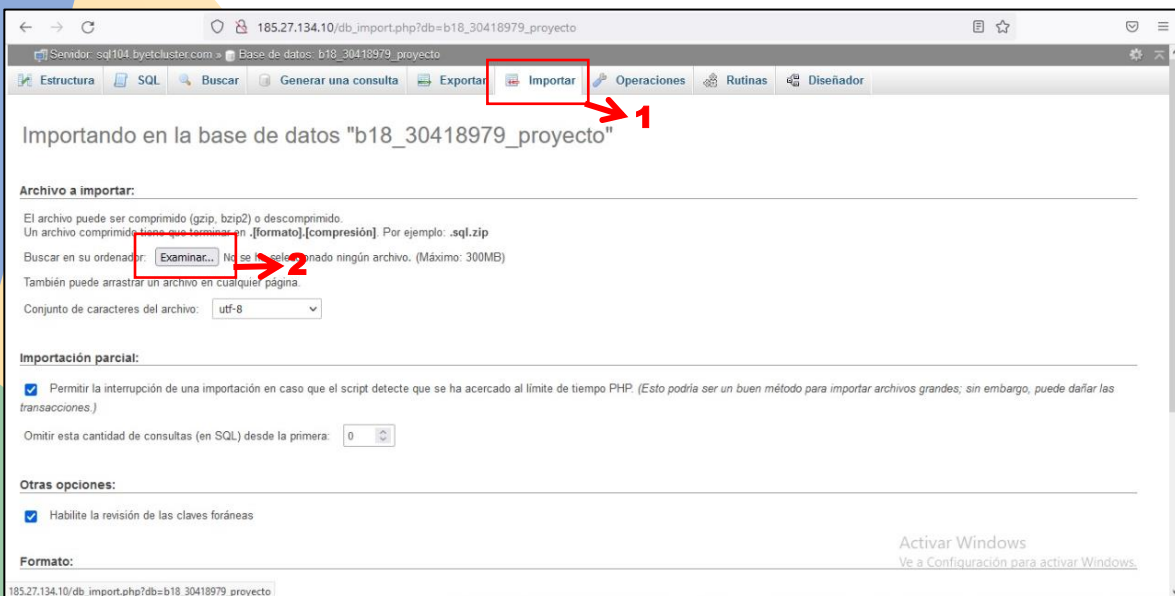 185.27.134.10/db_import.php?db=b18_30418979_proyecto
Servidor: sql104.byetcluster.com » Base de datos: b18_30418979_proyecto
Estructura SQL Buscar Generar una consulta Exportar Importar Operaciones Rutinas Diseñador
1
Importando en la base de datos "b18_30418979_proyecto"
Archivo a importar:
El archivo puede ser comprimido (gzip, bzip2) o descomprimido.
Un archivo comprimido tiene que terminar en .[formato].[compresión]. Por ejemplo: .sql.zip
Buscar en su ordenador: Examinar... No se ha seleccionado ningún archivo. (Máximo: 300MB)
2
También puede arrastrar un archivo en cualquier página.
Conjunto de caracteres del archivo: utf-8
Importación parcial:
Permitir la interrupción de una importación en caso que el script detecte que se ha acercado al límite de tiempo PHP. (Esto podría ser un buen método para importar archivos grandes; sin embargo, puede dañar las
transacciones.)
Omitir esta cantidad de consultas (en SQL) desde la primera: 0
Otras opciones:
Habilite la revisión de las claves foráneas
Activar Windows
Ve a Configuración para activar Windows.
Formato:
185.27.134.10/db_import.php?db=b18_30418979_proyecto